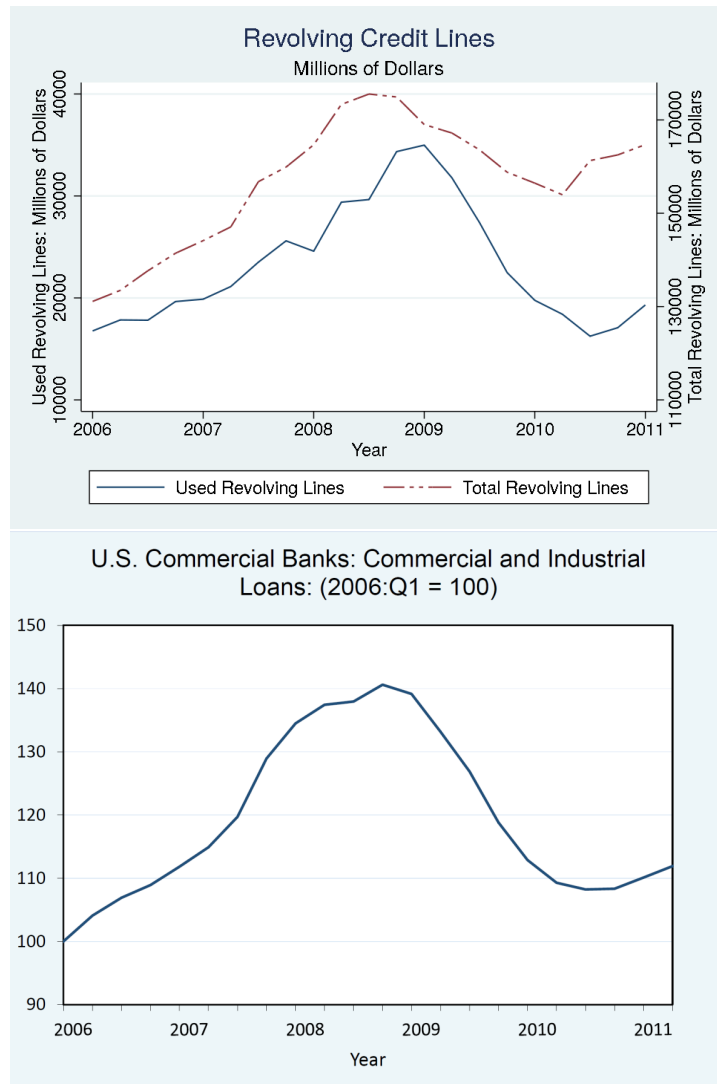 Revolving Credit Lines
Millions of Dollars
Used Revolving Lines: Millions of Dollars
40000
30000
20000
10000
170000
150000
130000
110000
Total Revolving Lines: Millions of Dollars
2006 2007 2008 2009 2010 2011
Year
Used Revolving Lines Total Revolving Lines
U.S. Commercial Banks: Commercial and Industrial
Loans: (2006:Q1 = 100)
150
140
130
120
110
100
90
2006 2007 2008 2009 2010 2011
Year